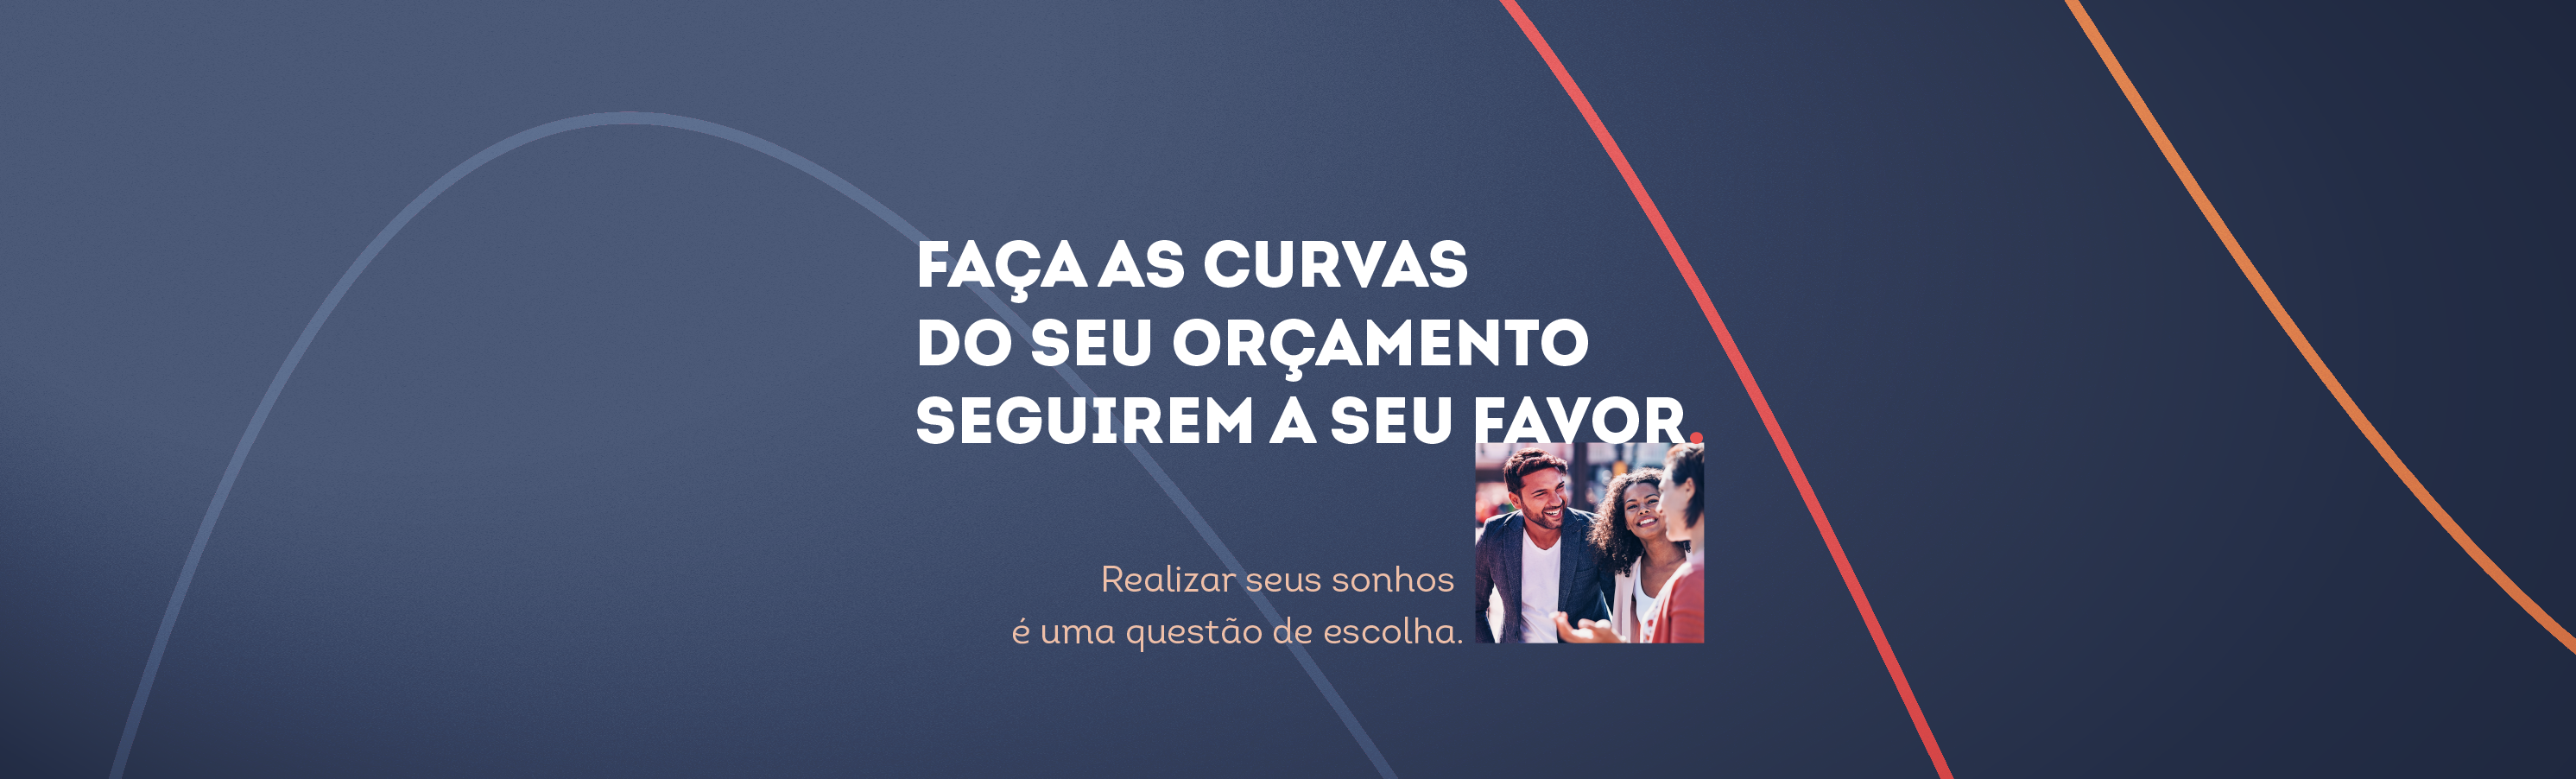 FAÇA AS CURVAS
DO SEU ORÇAMENTO
SEGUIREM A SEU FAVOR.
Realizar seus sonhos
é uma questão de escolha.